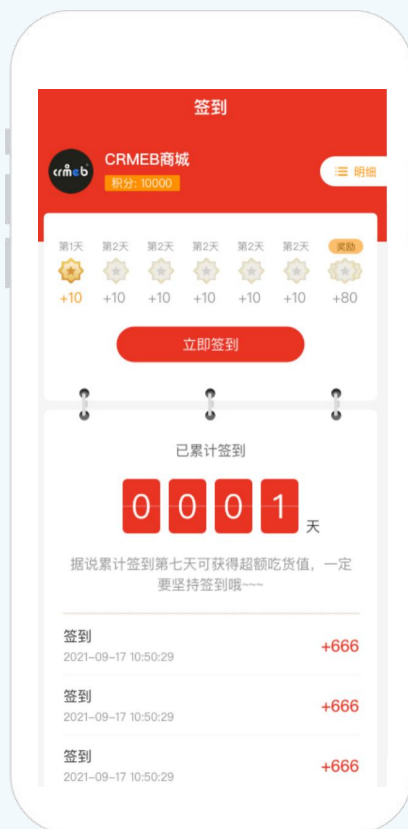 签到
crmeb
CRMEB商城
积分: 10000
明细
第1天 第2天 第2天 第2天 第2天 第2天 奖励
+10 +10 +10 +10 +10 +10 +80
立即签到
已累计签到
0 0 0 1 天
据说累计签到第七天可获得超额吃货值，一定
要坚持签到哦~~~
签到
2021-09-17 10:50:29
+666
签到
2021-09-17 10:50:29
+666
签到
2021-09-17 10:50:29
+666